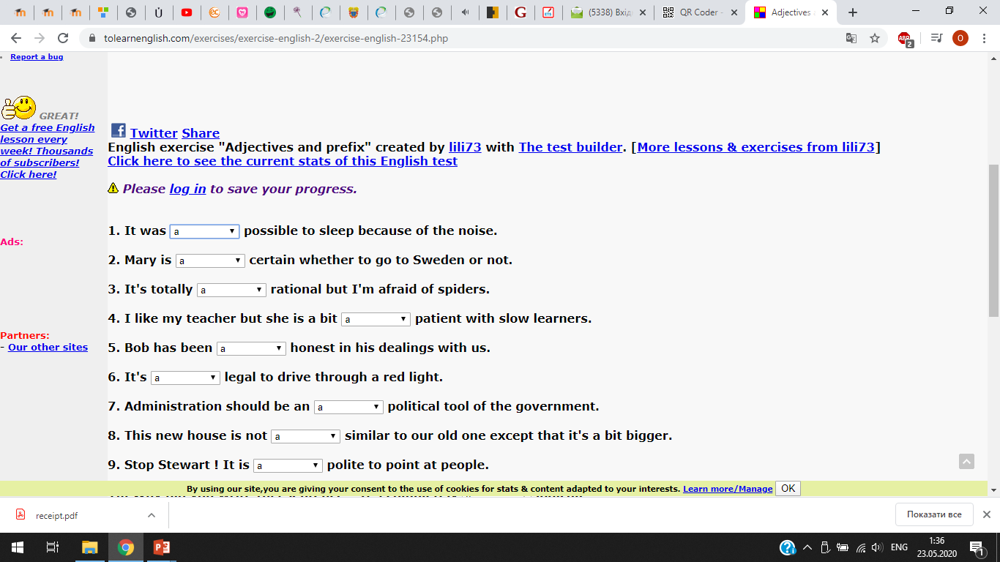 (5338) Вхід
QR Coder -
Adjectives
tolearnenglish.com/exercises/exercise-english-2/exercise-english-23154.php
ABP
2
O
Report a bug
GREAT!
Get a free English
lesson every
week! Thousands
of subscribers!
Click here!
Twitter Share
English exercise "Adjectives and prefix" created by lili73 with The test builder. [More lessons & exercises from lili73]
Click here to see the current stats of this English test
Please log in to save your progress.
1. It was a possible to sleep because of the noise.
Ads:
2. Mary is a certain whether to go to Sweden or not.
3. It's totally a rational but I'm afraid of spiders.
4. I like my teacher but she is a bit a patient with slow learners.
Partners:
- Our other sites
5. Bob has been a honest in his dealings with us.
6. It's a legal to drive through a red light.
7. Administration should be an a political tool of the government.
8. This new house is not a similar to our old one except that it's a bit bigger.
9. Stop Stewart ! It is a polite to point at people.
By using our site,you are giving your consent to the use of cookies for stats & content adapted to your interests. Learn more/Manage OK
receipt.pdf
Показати все
ENG
1:36
23.05.2020
1